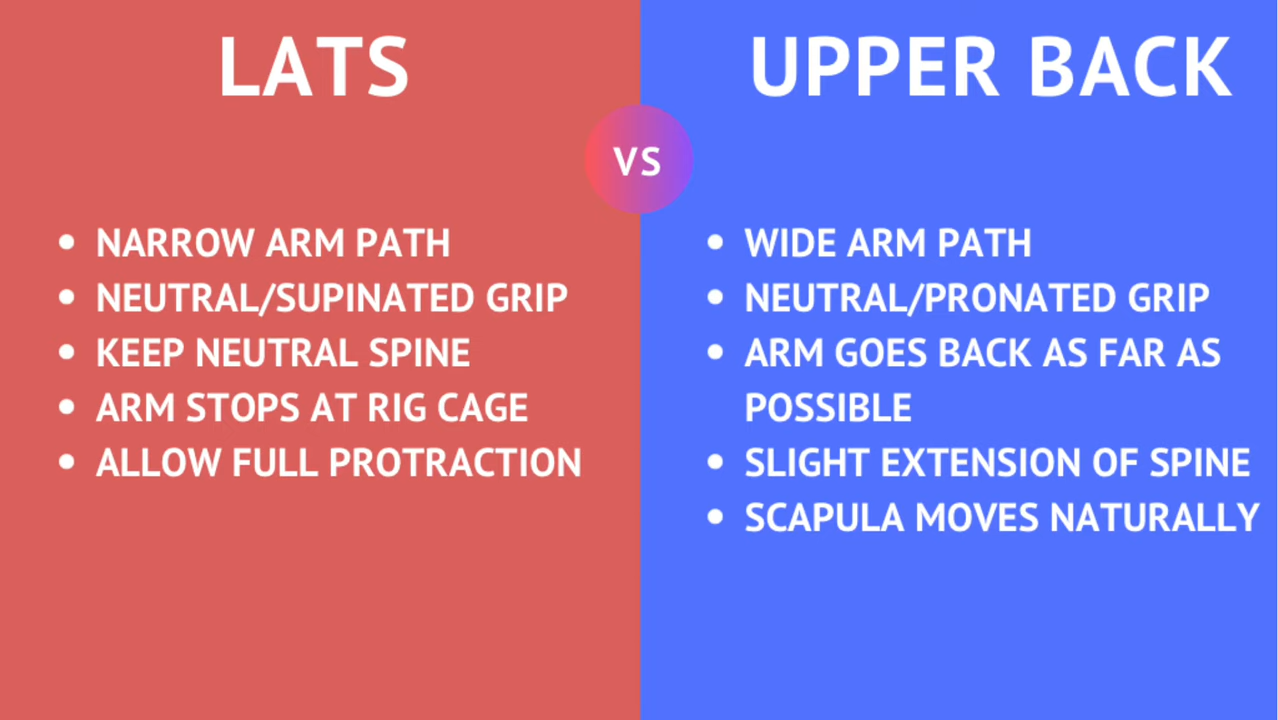 LATS
VS
UPPER BACK
• NARROW ARM PATH
• NEUTRAL/SUPINATED GRIP
• KEEP NEUTRAL SPINE
• ARM STOPS AT RIG CAGE
• ALLOW FULL PROTRACTION
• WIDE ARM PATH
• NEUTRAL/PRONATED GRIP
• ARM GOES BACK AS FAR AS
POSSIBLE
• SLIGHT EXTENSION OF SPINE
• SCAPULA MOVES NATURALLY